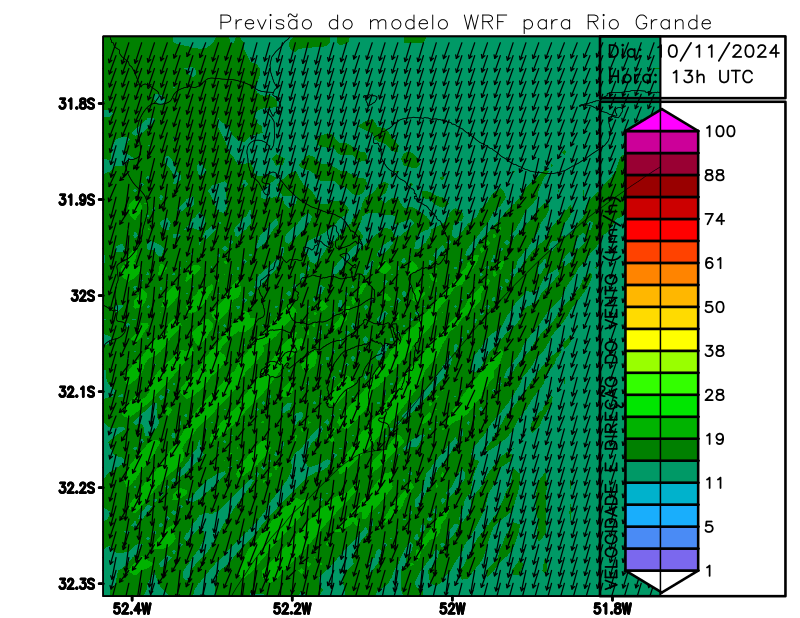 Previsão do modelo WRF para Rio Grande
Dia: 10/11/2024
Hora: 13h UTC
31.8S
31.9S
32S
32.1S
32.2S
32.3S
52.4W
52.2W
52W
51.8W
VELOCIDADE E DIREÇÃO DO VENTO (km/h)
100
88
74
61
50
38
28
19
11
5
1